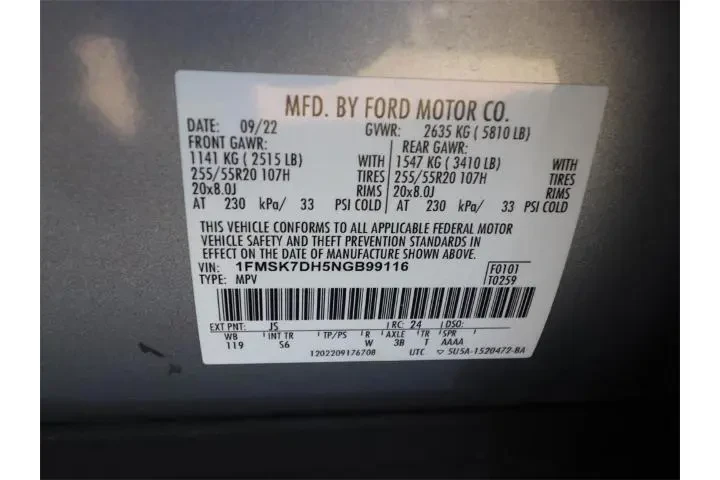 MFD. BY FORD MOTOR CO.
DATE: 09/22 GVWR: 2635 KG ( 5810 LB)
FRONT GAWR: REAR GAWR:
1141 KG ( 2515 LB) WITH 1547 KG ( 3410 LB) WITH
255/55R20 107H TIRES 255/55R20 107H TIRES
20x8.0J RIMS 20x8.0J RIMS
AT 230 kPa/ 33 PSI COLD AT 230 kPa/ 33 PSI COLD
THIS VEHICLE CONFORMS TO ALL APPLICABLE FEDERAL MOTOR
VEHICLE SAFETY AND THEFT PREVENTION STANDARDS IN
EFFECT ON THE DATE OF MANUFACTURE SHOWN ABOVE.
VIN: 1FMSK7DH5NGB99116 F0101
TYPE: MPV T0259
EXT PNT: JS RC: 24 DSO:
WB INT TR TP/PS R AXLE TR SPR
119 S6 W 3B T AAAA
1202209176708 UTC ▽ 5U5A-1520472-BA